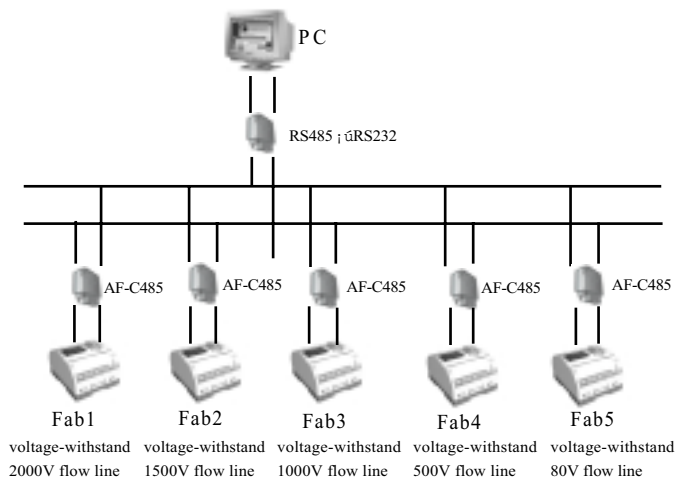 PC
RS485 ¡úRS232
AF-C485 AF-C485 AF-C485 AF-C485 AF-C485
Fab1 Fab2 Fab3 Fab4 Fab5
voltage-withstand voltage-withstand voltage-withstand voltage-withstand voltage-withstand
2000V flow line 1500V flow line 1000V flow line 500V flow line 80V flow line